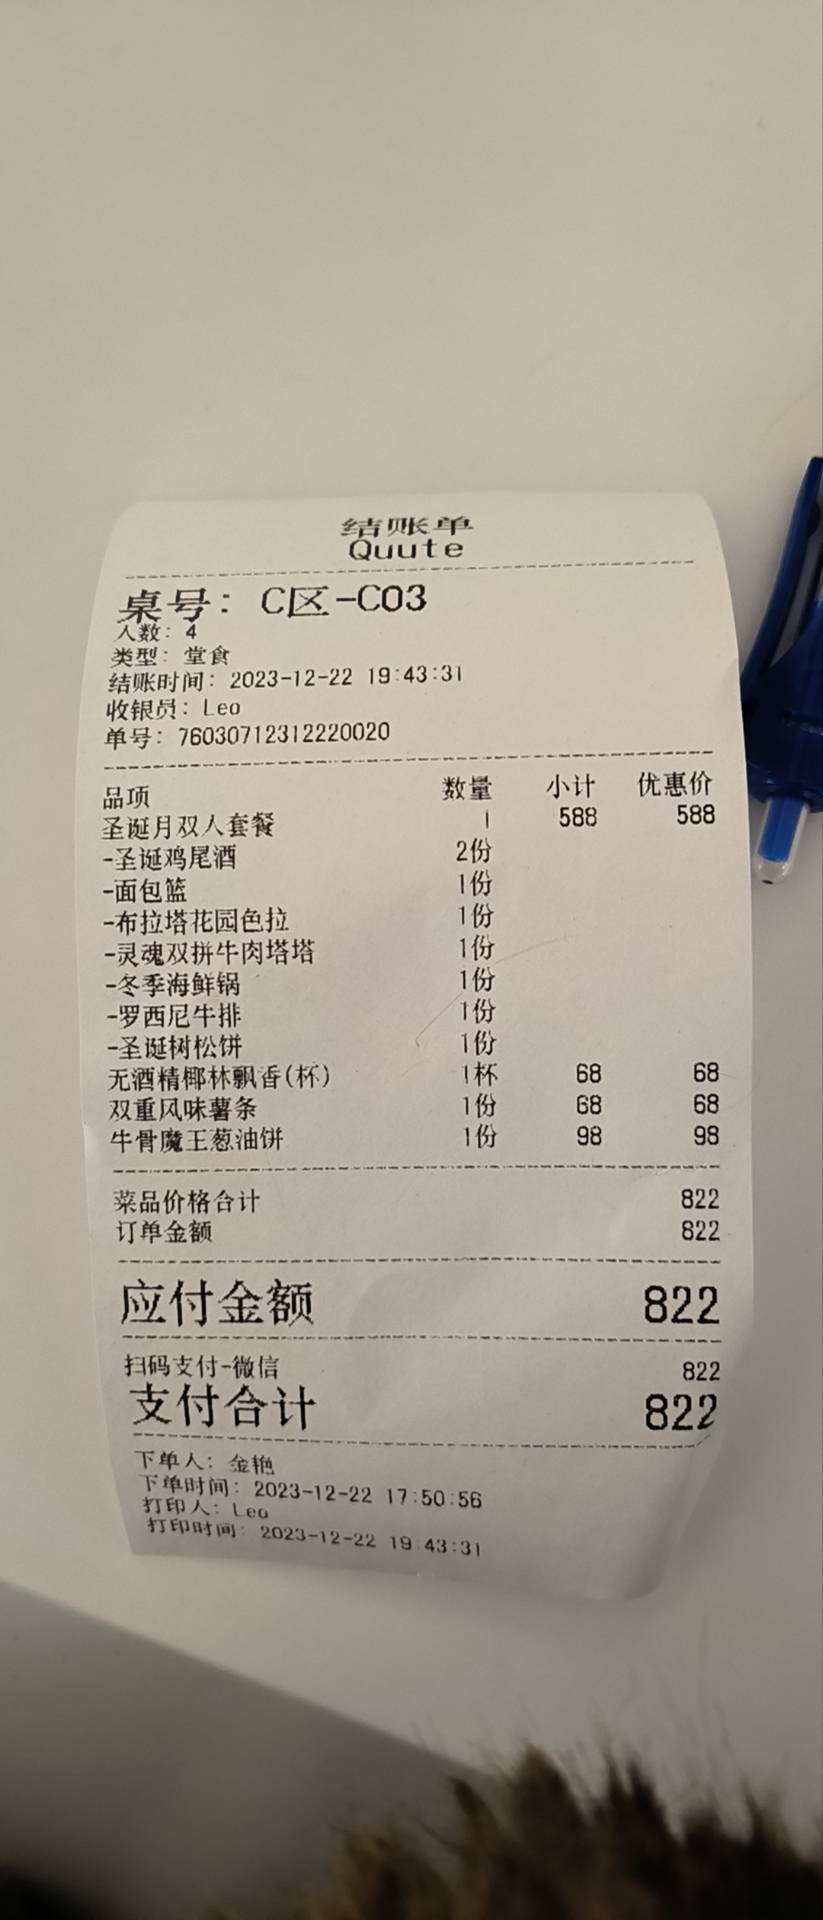 结账单
Quute
桌号：C区-C03
人数：4
类型：堂食
结账时间：2023-12-22 19:43:31
收银员：Leo
单号：76030712312220020
品项 数量 小计 优惠价
圣诞月双人套餐 1 588 588
-圣诞鸡尾酒 2份
-面包篮 1份
-布拉塔花园色拉 1份
-灵魂双拼牛肉塔塔 1份
-冬季海鲜锅 1份
-罗西尼牛排 1份
-圣诞树松饼 1份
无酒精椰林飘香(杯) 1杯 68 68
双重风味薯条 1份 68 68
牛骨魔王葱油饼 1份 98 98
菜品价格合计 822
订单金额 822
应付金额 822
扫码支付-微信 822
支付合计 822
下单人：金艳
下单时间：2023-12-22 17:50:56
打印人：Leo
打印时间：2023-12-22 19:43:31